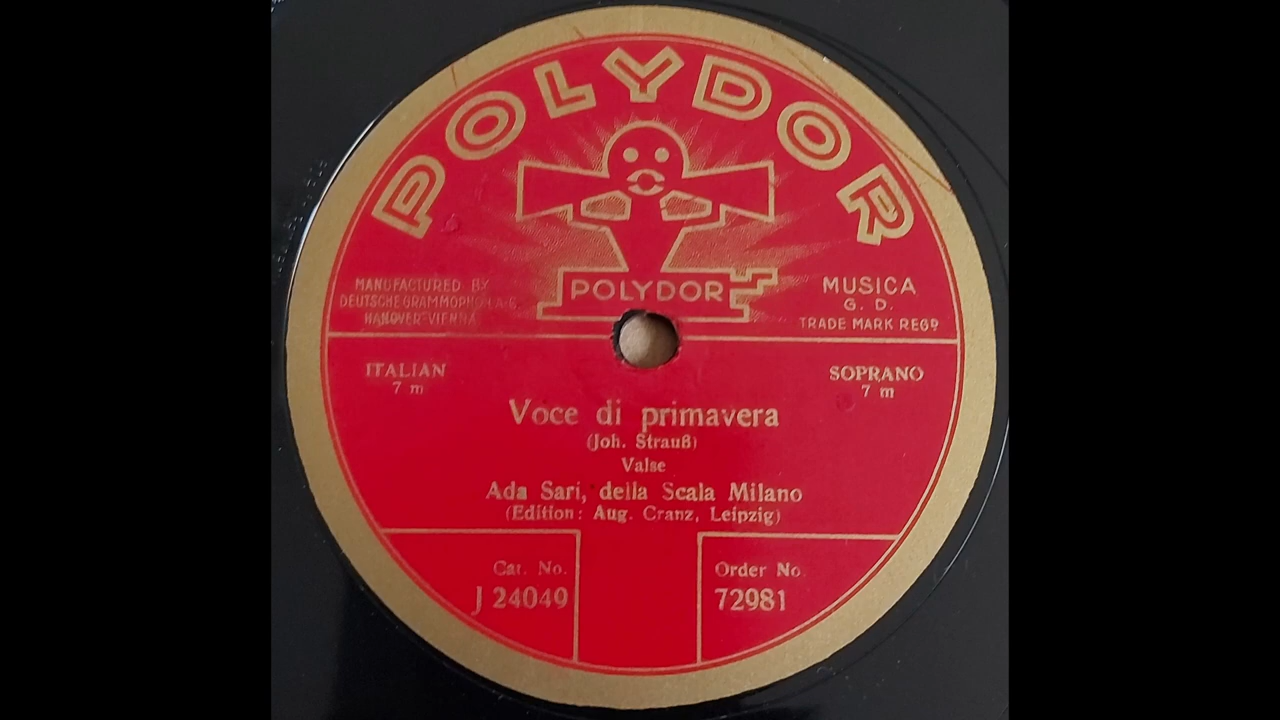 POLYDOR
POLYDOR
MANUFACTURED BY
DEUTSCHE GRAMMOPHO
HANOVER-VIENNA
MUSICA
G. D.
TRADE MARK REGD
ITALIAN
7 m
SOPRANO
7 m
Voce di primavera
(Joh. Strauß)
Valse
Ada Sari, della Scala Milano
(Edition: Aug. Cranz, Leipzig)
Cat. No.
J 24049
Order No.
72981